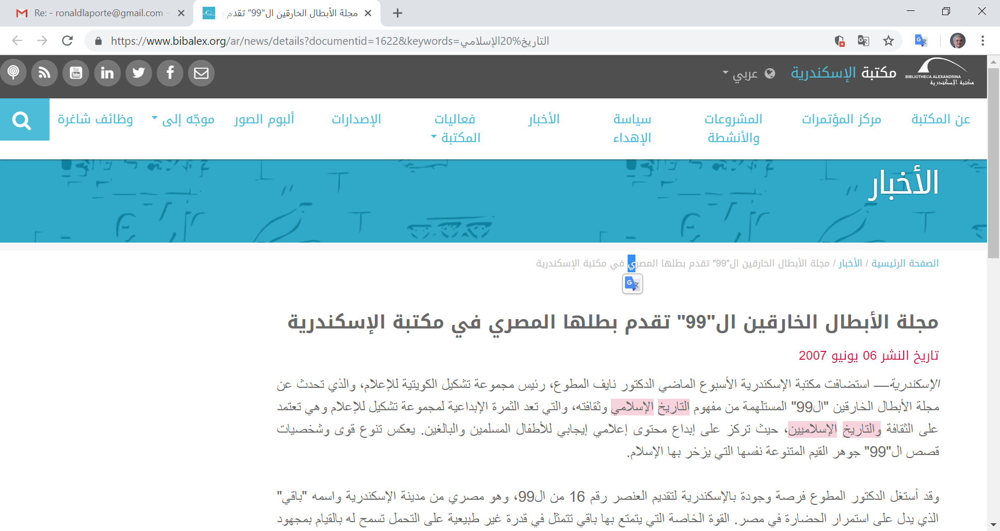 Re: - ronaldlaporte@gmail.com -
مجلة الأبطال الخارقين ال"99" تقدم ب
https://www.bibalex.org/ar/news/details?documentid=1622&keywords=التاريخ%20الإسلامي
مكتبة الإسكندرية
عربي
BIBLIOTHECA ALEXANDRINA
مكتبة الإسكندرية
عن المكتبة
مركز المؤتمرات
المشروعات
والأنشطة
سياسة
الإهداء
الأخبار
فعاليات
المكتبة
الإصدارات
ألبوم الصور
موجّه إلى
وظائف شاغرة
الأخبار
الصفحة الرئيسية / الأخبار / مجلة الأبطال الخارقين ال"99" تقدم بطلها المصري في مكتبة الإسكندرية
مجلة الأبطال الخارقين ال"99" تقدم بطلها المصري في مكتبة الإسكندرية
تاريخ النشر 06 يونيو 2007
الإسكندرية— استضافت مكتبة الإسكندرية الأسبوع الماضي الدكتور نايف المطوع، رئيس مجموعة تشكيل الكويتية للإعلام، والذي تحدث عن
مجلة الأبطال الخارقين "ال99" المستلهمة من مفهوم التاريخ الإسلامي وثقافته، والتي تعد الثمرة الإبداعية لمجموعة تشكيل للإعلام وهي تعتمد
على الثقافة والتاريخ الإسلاميين، حيث تركز على إبداع محتوى إعلامي إيجابي للأطفال المسلمين والبالغين. يعكس تنوع قوى وشخصيات
قصص ال"99" جوهر القيم المتنوعة نفسها التي يزخر بها الإسلام.
وقد أستغل الدكتور المطوع فرصة وجودة بالإسكندرية لتقديم العنصر رقم 16 من ال99، وهو مصري من مدينة الإسكندرية واسمه "باقي"
الذي يدل على استمرار الحضارة في مصر. القوة الخاصة التي يتمتع بها باقي تتمثل في قدرة غير طبيعية على التحمل تسمح له بالقيام بمجهود